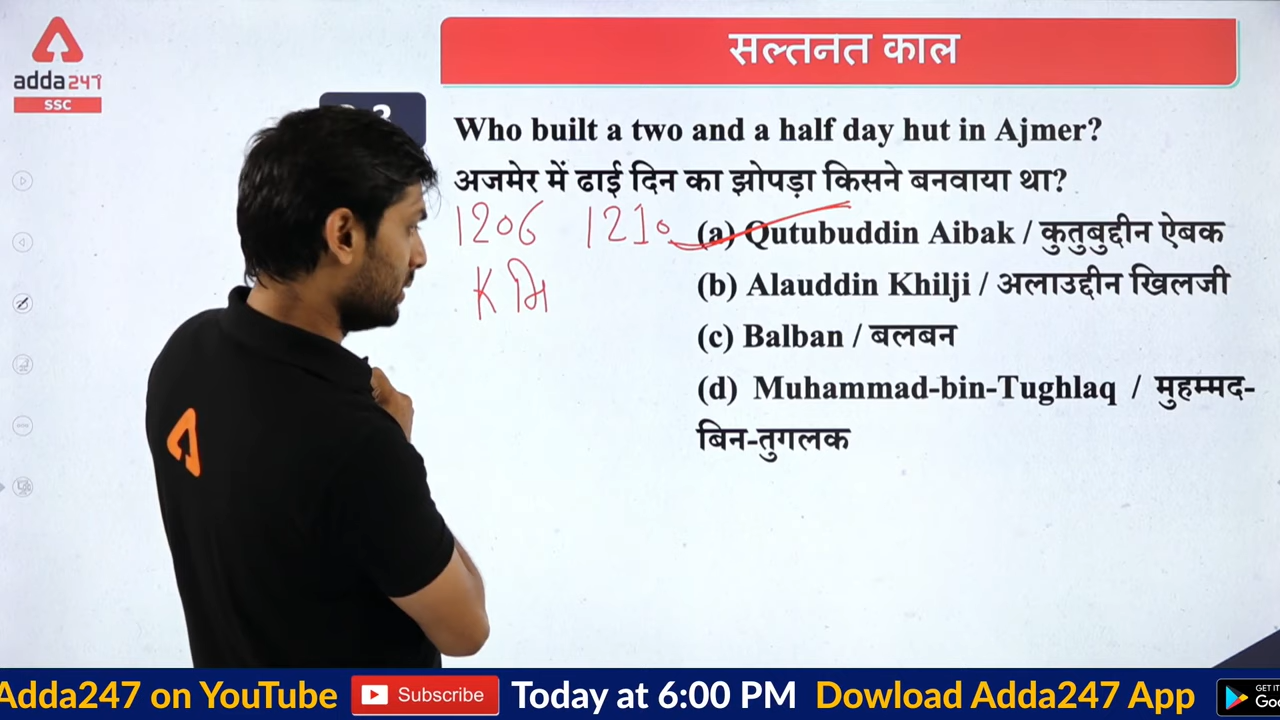 adda247
SSC
सल्तनत काल
Who built a two and a half day hut in Ajmer?
अजमेर में ढाई दिन का झोपड़ा किसने बनवाया था?
1206 1210
(a) Qutubuddin Aibak / कुतुबुद्दीन ऐबक
(b) Alauddin Khilji / अलाउद्दीन खिलजी
(c) Balban / बलबन
(d) Muhammad-bin-Tughlaq / मुहम्मद-
बिन-तुगलक
Adda247 on YouTube Subscribe Today at 6:00 PM Dowload Adda247 App